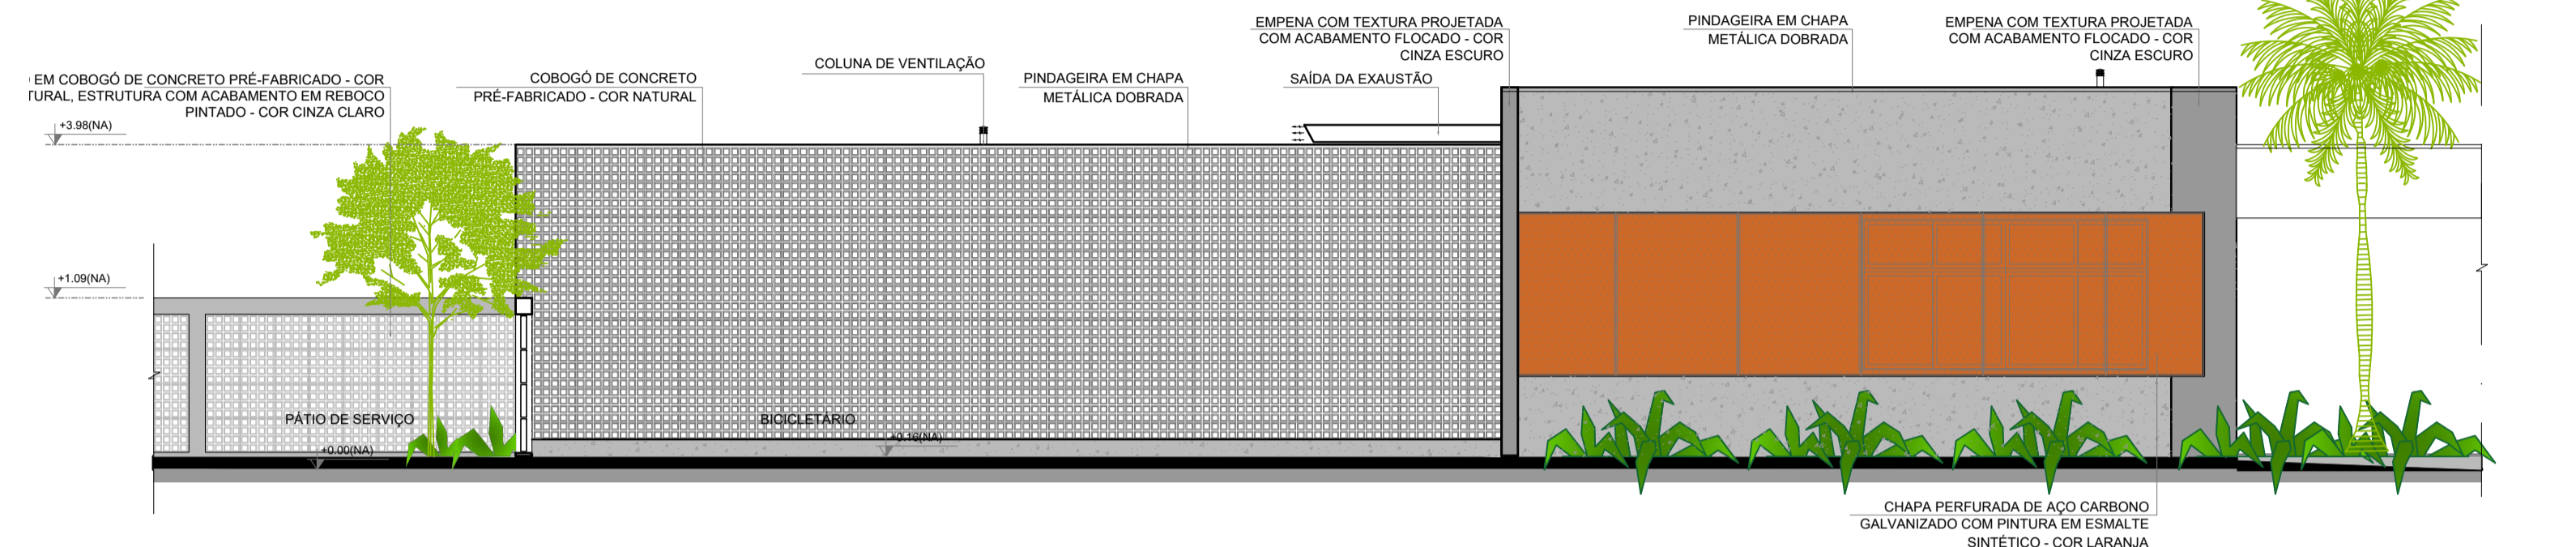 EMPENA COM TEXTURA PROJETADA
COM ACABAMENTO FLOCADO - COR
CINZA ESCURO
PINDAGEIRA EM CHAPA
METÁLICA DOBRADA
EMPENA COM TEXTURA PROJETADA
COM ACABAMENTO FLOCADO - COR
CINZA ESCURO
EM COBOGÓ DE CONCRETO PRÉ-FABRICADO - COR
TURAL, ESTRUTURA COM ACABAMENTO EM REBOCO
PINTADO - COR CINZA CLARO
COBOGÓ DE CONCRETO
PRÉ-FABRICADO - COR NATURAL
COLUNA DE VENTILAÇÃO
PINDAGEIRA EM CHAPA
METÁLICA DOBRADA
SAÍDA DA EXAUSTÃO
+3.98(NA)
+1.09(NA)
PÁTIO DE SERVIÇO
+0.00(NA)
BICICLETÁRIO
+0.16(NA)
CHAPA PERFURADA DE AÇO CARBONO
GALVANIZADO COM PINTURA EM ESMALTE
SINTÉTICO - COR LARANJA